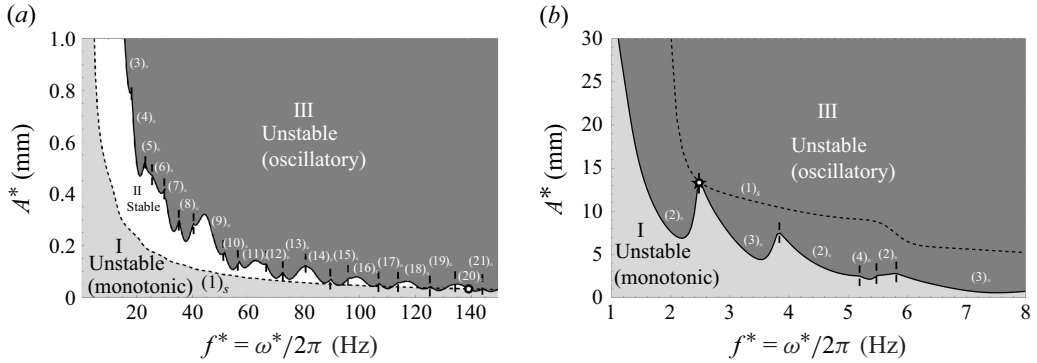 (a)
1.0
0.8
0.6
0.4
0.2
0
A* (mm)
(3)ₒ
(4)ₒ
(5)ₒ
(6)ₒ
(7)ₒ
(8)ₒ
(9)ₒ
(10)ₒ
(11)ₒ
(12)ₒ
(13)ₒ
(14)ₒ
(15)ₒ
(16)ₒ
(17)ₒ
(18)ₒ
(19)ₒ
(20)ₒ
(21)ₒ
III
Unstable
(oscillatory)
II
Stable
I
Unstable
(monotonic)
(1)ₛ
20 40 60 80 100 120 140
f* = ω*/2π (Hz)
(b)
30
25
20
15
10
5
0
A* (mm)
III
Unstable
(oscillatory)
(1)ₛ
I
Unstable
(monotonic)
(2)ₒ
(3)ₒ
(2)ₒ
(4)ₒ
(2)ₒ
(3)ₒ
1 2 3 4 5 6 7 8
f* = ω*/2π (Hz)